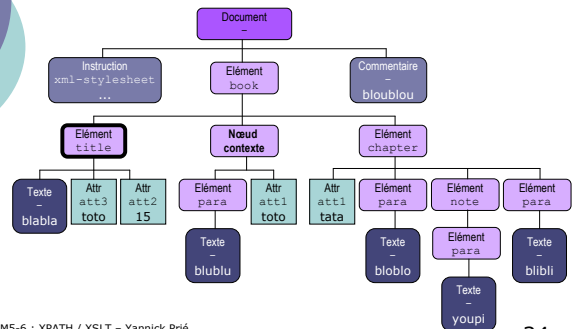 Document
–
Instruction
xml-stylesheet
...
Elément
book
Commentaire
–
bloublou
Elément
title
Nœud
contexte
Elément
chapter
Texte
–
blabla
Attr
att3
toto
Attr
att2
15
Elément
para
Attr
att1
toto
Attr
att1
tata
Elément
para
Elément
note
Elément
para
Texte
–
blublu
Texte
–
bloblo
Elément
para
Texte
–
blibli
Texte
–
youpi
M5-6 : XPATH / XSLT – Yannick Prié